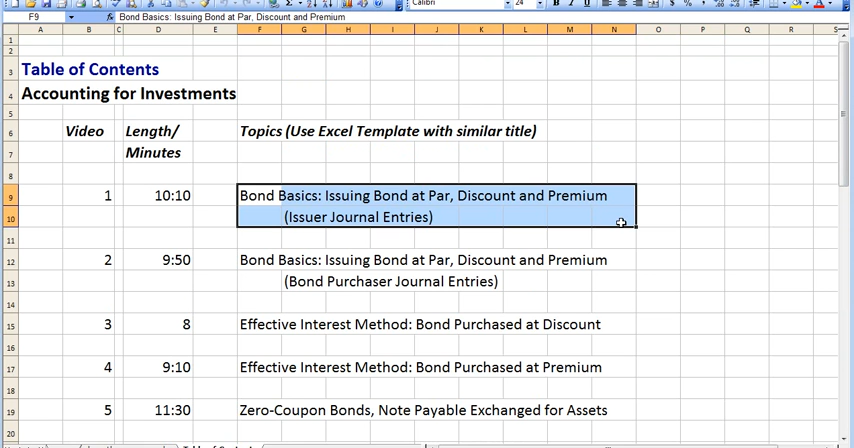 Calibri 24 B I U $ % A
F9 fx Bond Basics: Issuing Bond at Par, Discount and Premium
A B C D E F G H I J K L M N O P Q R S
1
2
3 Table of Contents
4 Accounting for Investments
5
6 Video Length/ Topics (Use Excel Template with similar title)
7 Minutes
8
9 1 10:10 Bond Basics: Issuing Bond at Par, Discount and Premium
10 (Issuer Journal Entries)
11
12 2 9:50 Bond Basics: Issuing Bond at Par, Discount and Premium
13 (Bond Purchaser Journal Entries)
14
15 3 8 Effective Interest Method: Bond Purchased at Discount
16
17 4 9:10 Effective Interest Method: Bond Purchased at Premium
18
19 5 11:30 Zero-Coupon Bonds, Note Payable Exchanged for Assets
20